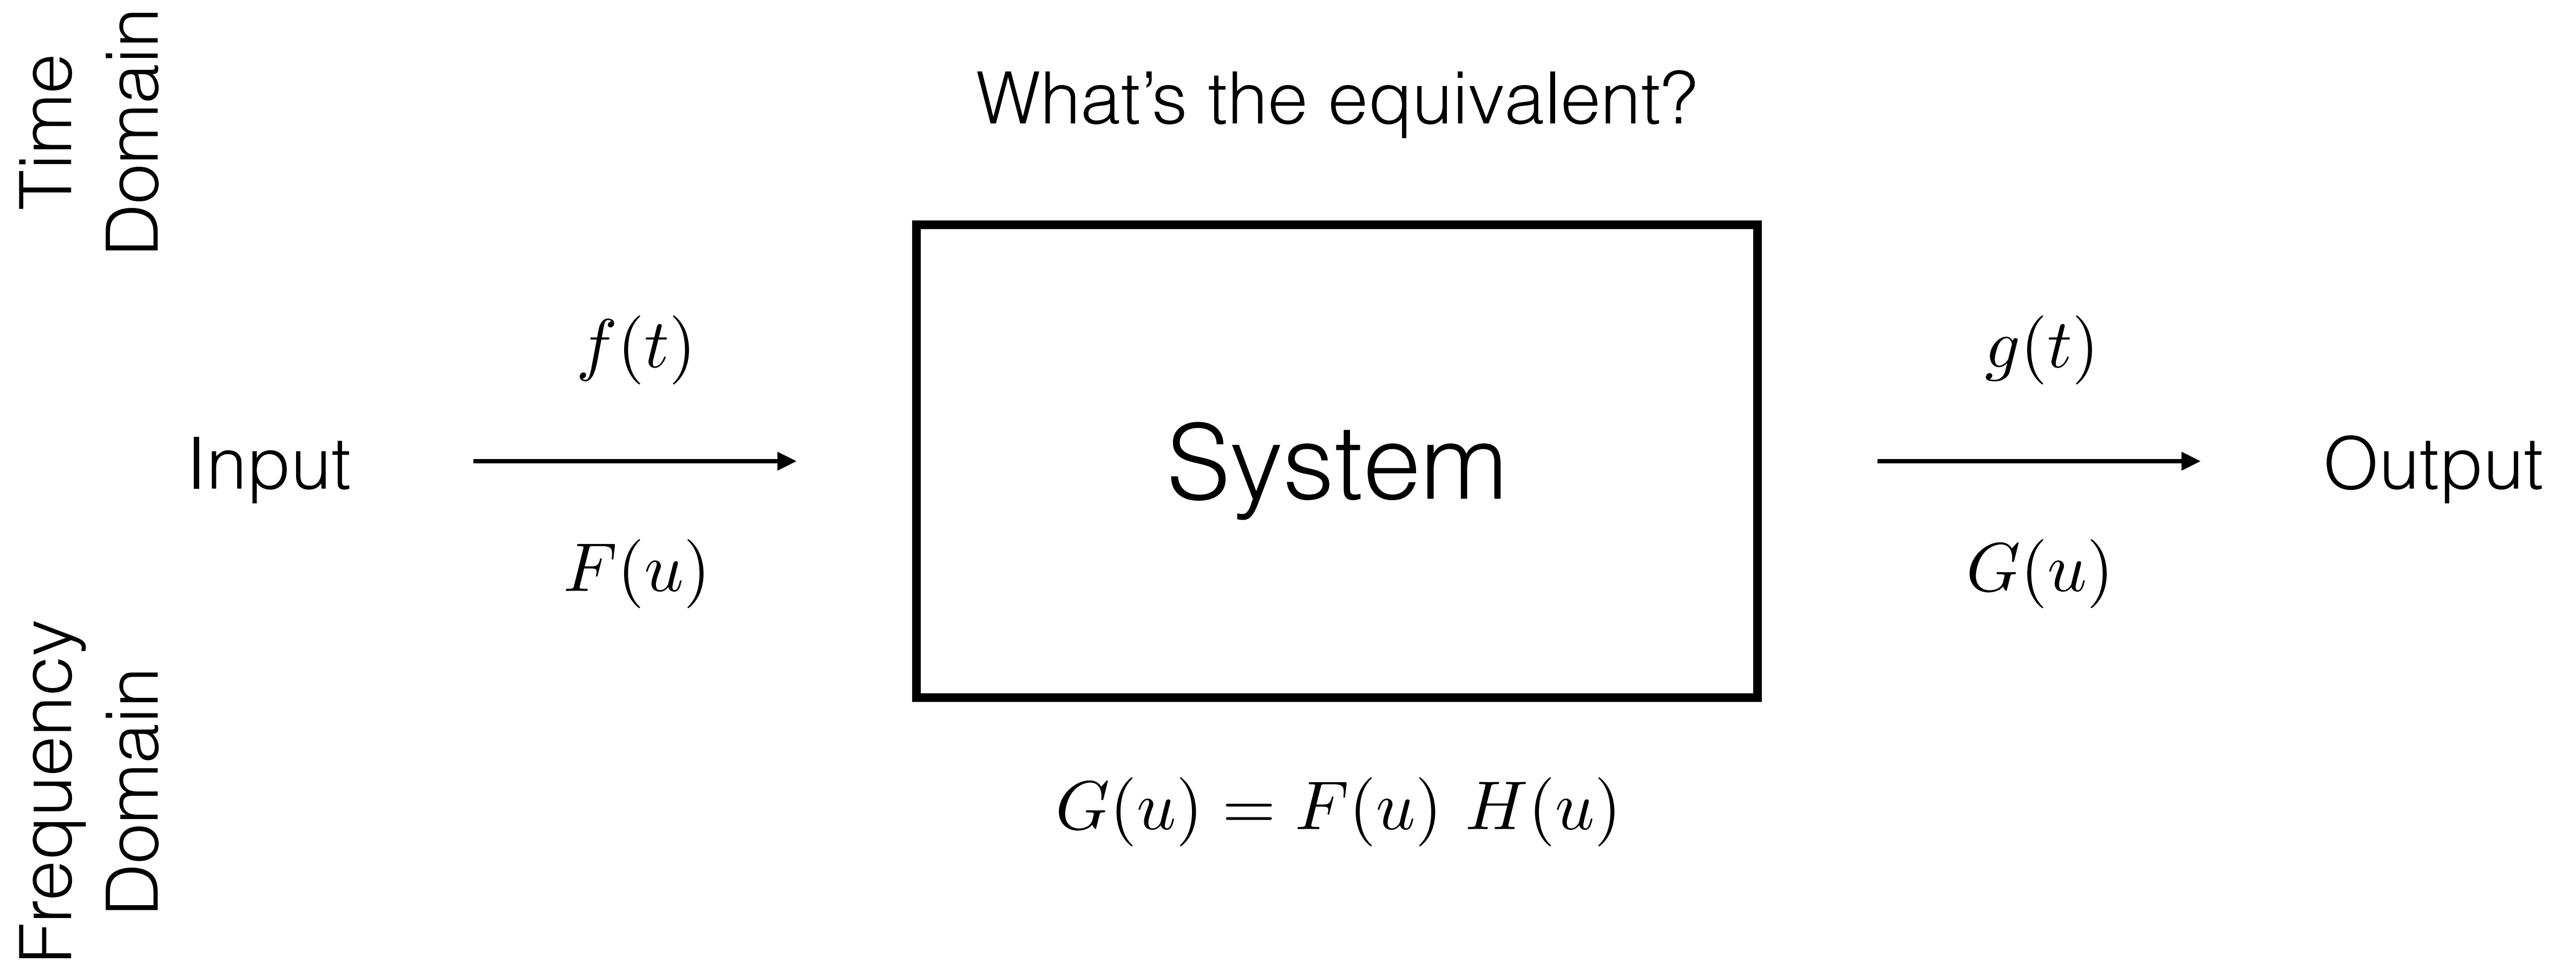 Time
Domain
What's the equivalent?
f(t)
g(t)
Input
System
Output
F(u)
G(u)
Frequency
Domain
G(u) = F(u) H(u)